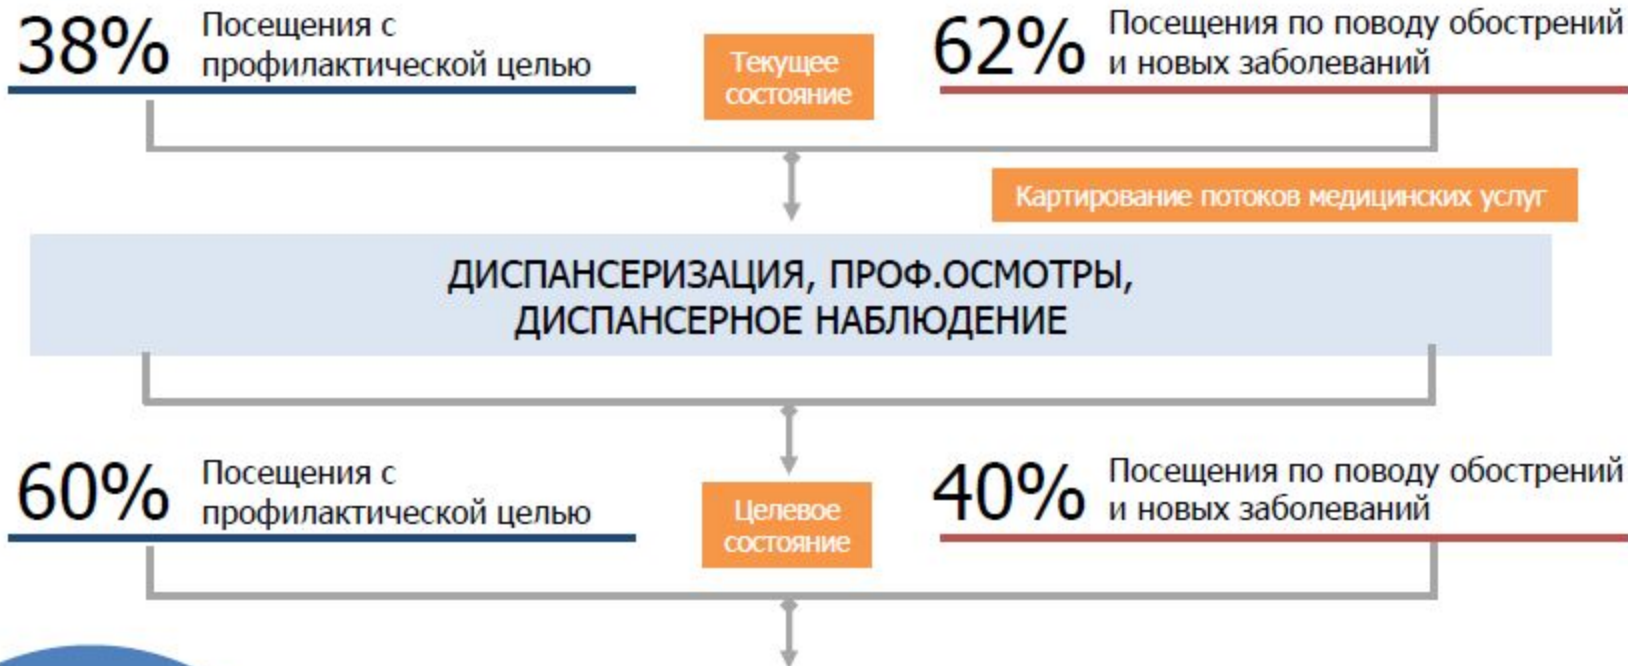 38%
Посещения с
профилактической целью
Текущее
состояние
62%
Посещения по поводу обострений
и новых заболеваний
Картирование потоков медицинских услуг
ДИСПАНСЕРИЗАЦИЯ, ПРОФ.ОСМОТРЫ,
ДИСПАНСЕРНОЕ НАБЛЮДЕНИЕ
60%
Посещения с
профилактической целью
Целевое
состояние
40%
Посещения по поводу обострений
и новых заболеваний